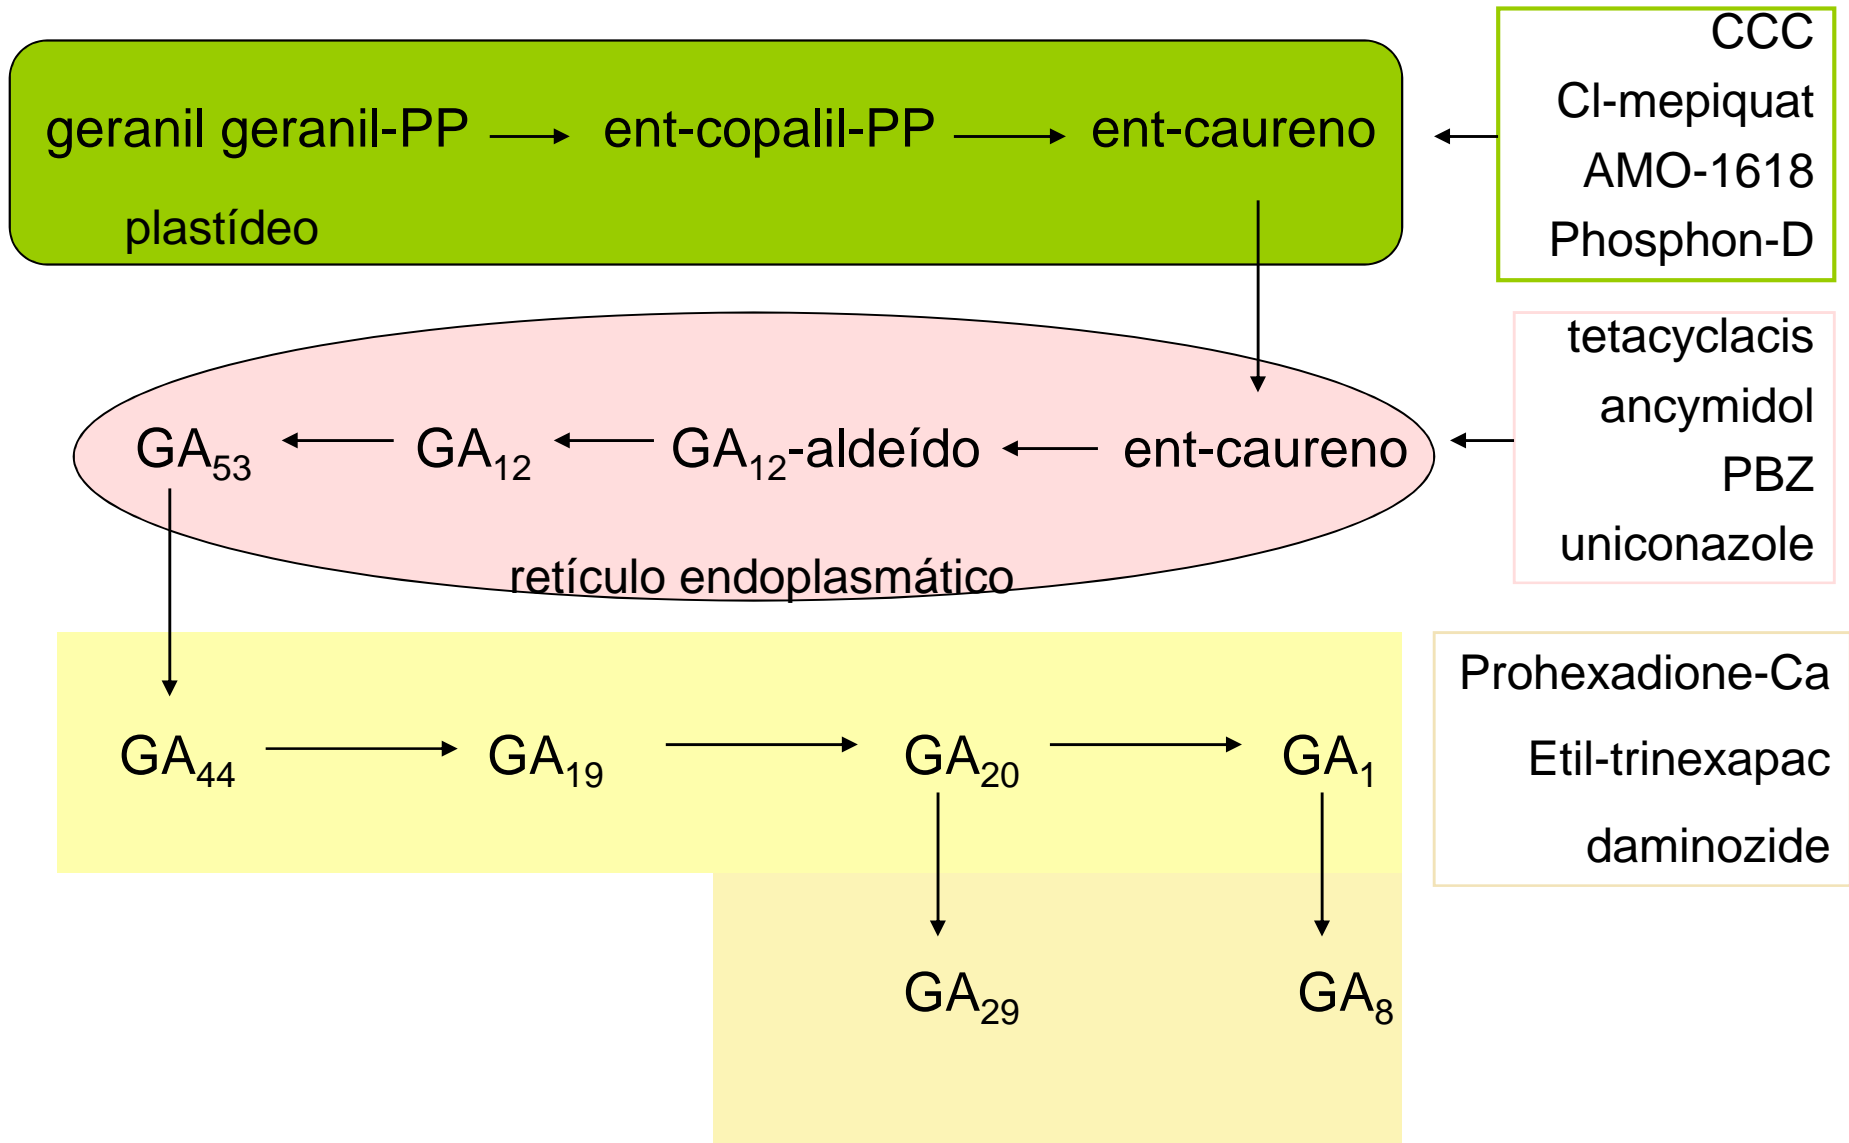 CCC
geranil geranil-PP ent-copalil-PP ent-caureno
Cl-mepiquat
AMO-1618
plastídeo
Phosphon-D
tetacyclacis
ancymidol
GA53 GA12 GA12-aldeído ent-caureno
PBZ
uniconazole
retículo endoplasmático
Prohexadione-Ca
GA44 GA19 GA20 GA1
Etil-trinexapac
daminozide
GA29 GA8